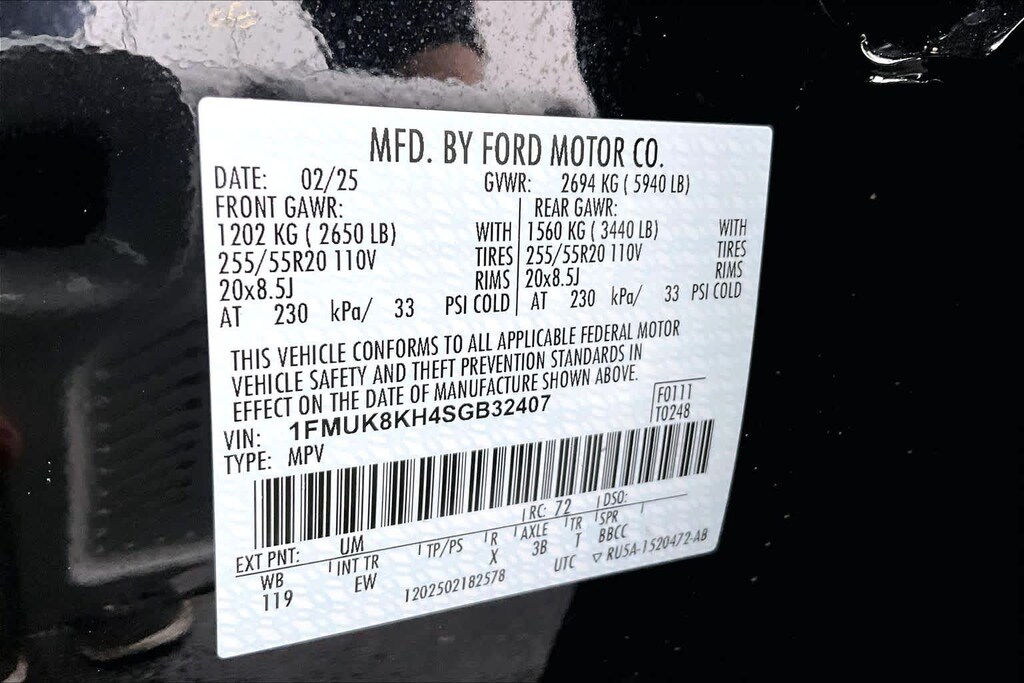 MFD. BY FORD MOTOR CO.
DATE: 02/25 GVWR: 2694 KG ( 5940 LB)
FRONT GAWR: REAR GAWR:
1202 KG ( 2650 LB) WITH 1560 KG ( 3440 LB) WITH
255/55R20 110V TIRES 255/55R20 110V TIRES
20x8.5J RIMS 20x8.5J RIMS
AT 230 kPa/ 33 PSI COLD AT 230 kPa/ 33 PSI COLD
THIS VEHICLE CONFORMS TO ALL APPLICABLE FEDERAL MOTOR
VEHICLE SAFETY AND THEFT PREVENTION STANDARDS IN
EFFECT ON THE DATE OF MANUFACTURE SHOWN ABOVE.
VIN: 1FMUK8KH4SGB32407
F0111
T0248
TYPE: MPV
EXT PNT: UM RC: 72 DSO:
WB INT TR TP/PS R AXLE TR SPR
119 EW X 3B T BBCC
1202502182578 UTC ▽ RU5A-1520472-AB